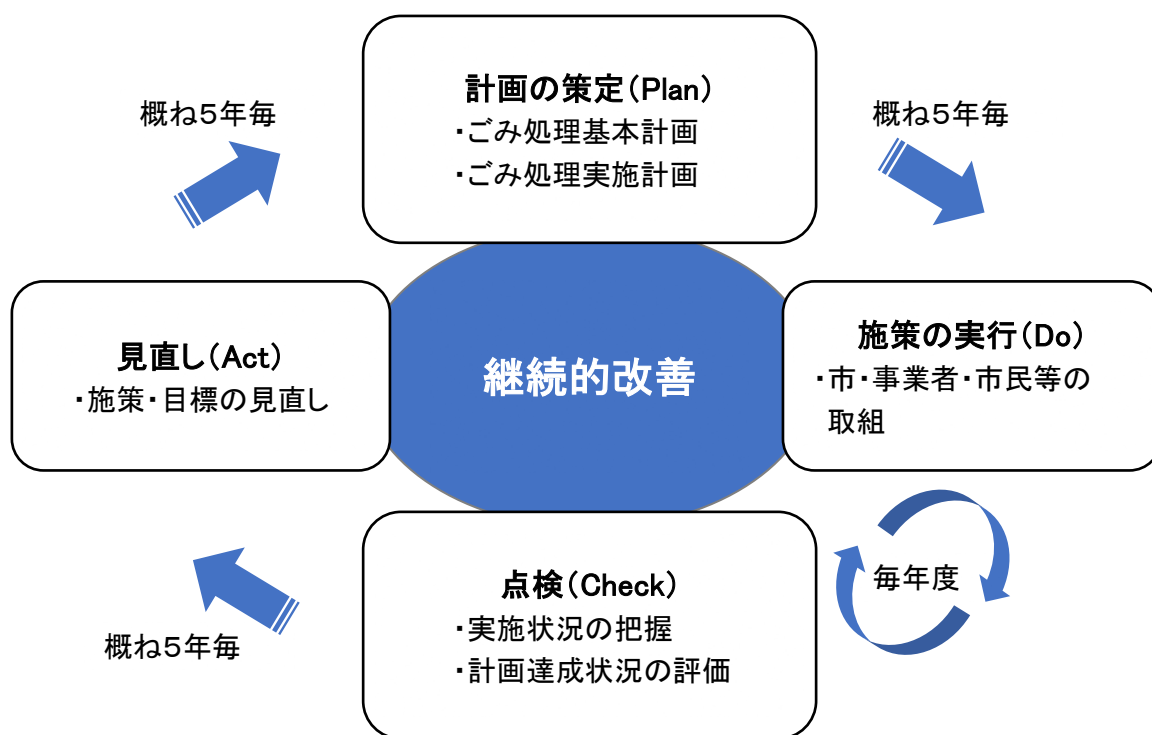 計画の策定(Plan)
・ごみ処理基本計画
・ごみ処理実施計画
概ね5年毎
概ね5年毎
見直し(Act)
・施策・目標の見直し
継続的改善
施策の実行(Do)
・市・事業者・市民等の
取組
点検(Check)
・実施状況の把握
・計画達成状況の評価
毎年度
概ね5年毎